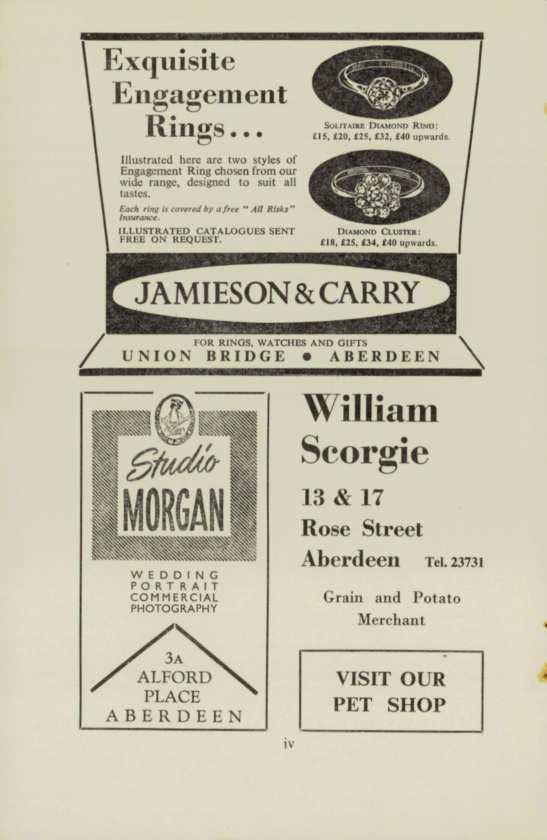 Exquisite
Engagement
Rings...
Illustrated here are two styles of
Engagement Ring chosen from our
wide range, designed to suit all
tastes.
Each ring is covered by a free "All Risks"
Insurance.
ILLUSTRATED CATALOGUES SENT
FREE ON REQUEST.
SOLITAIRE DIAMOND RING:
£15, £20, £25, £32, £40 upwards.
DIAMOND CLUSTER:
£18, £25, £34, £40 upwards.
JAMIESON & CARRY
FOR RINGS, WATCHES AND GIFTS
UNION BRIDGE ● ABERDEEN
Studio
MORGAN
WEDDING
PORTRAIT
COMMERCIAL
PHOTOGRAPHY
3A
ALFORD
PLACE
ABERDEEN
William
Scorgie
13 & 17
Rose Street
Aberdeen Tel. 23731
Grain and Potato
Merchant
VISIT OUR
PET SHOP
iv